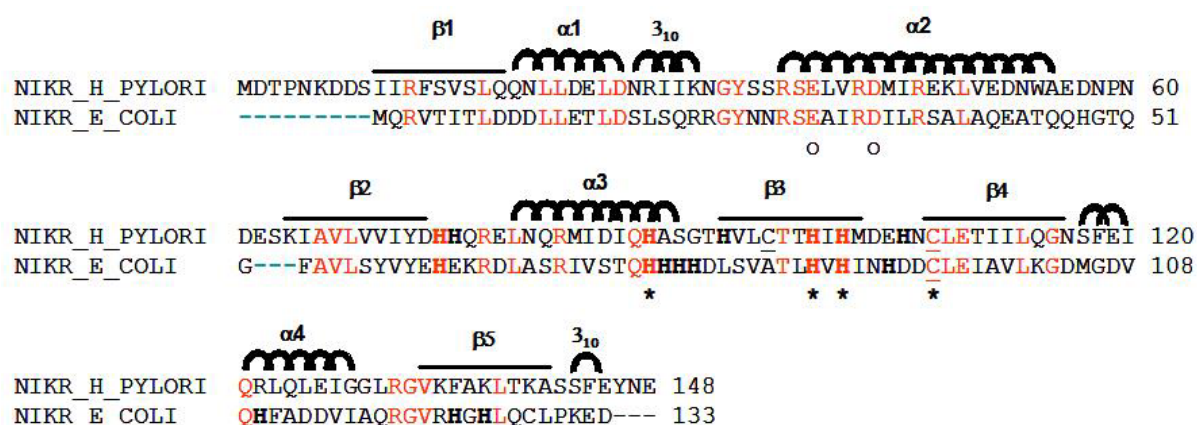 β1 α1 3₁₀ α2
NIKR_H_PYLORI MDTPNKDDSIIRFSVSLQQNLLDELDNRIIKNGYSSRSELVRDMIREKLVEDNWAEDNPN 60
NIKR_E_COLI ---------MQRVTITLDDDLLETLDSLSQRRGYNNRSEAIRDILRSALAQEATQQHGTQ 51
o o
β2 α3 β3 β4
NIKR_H_PYLORI DESKIAVLVVIYDHHQRELNQRMIDIQHASGTHVLCTTHIHMDEHNCLETIILQGNSFEI 120
NIKR_E_COLI G---FAVLSYVYEHEKRDLASRIVSTQHHHHDLSVATLHVHINHDDCLEIAVLKGDMGDV 108
* * * *
α4 β5 3₁₀
NIKR_H_PYLORI QRLQLEIGGLRGVKFAKLTKASSFEYNE 148
NIKR_E_COLI QHFADDVIAQRGVRHGHLQCLPKED--- 133